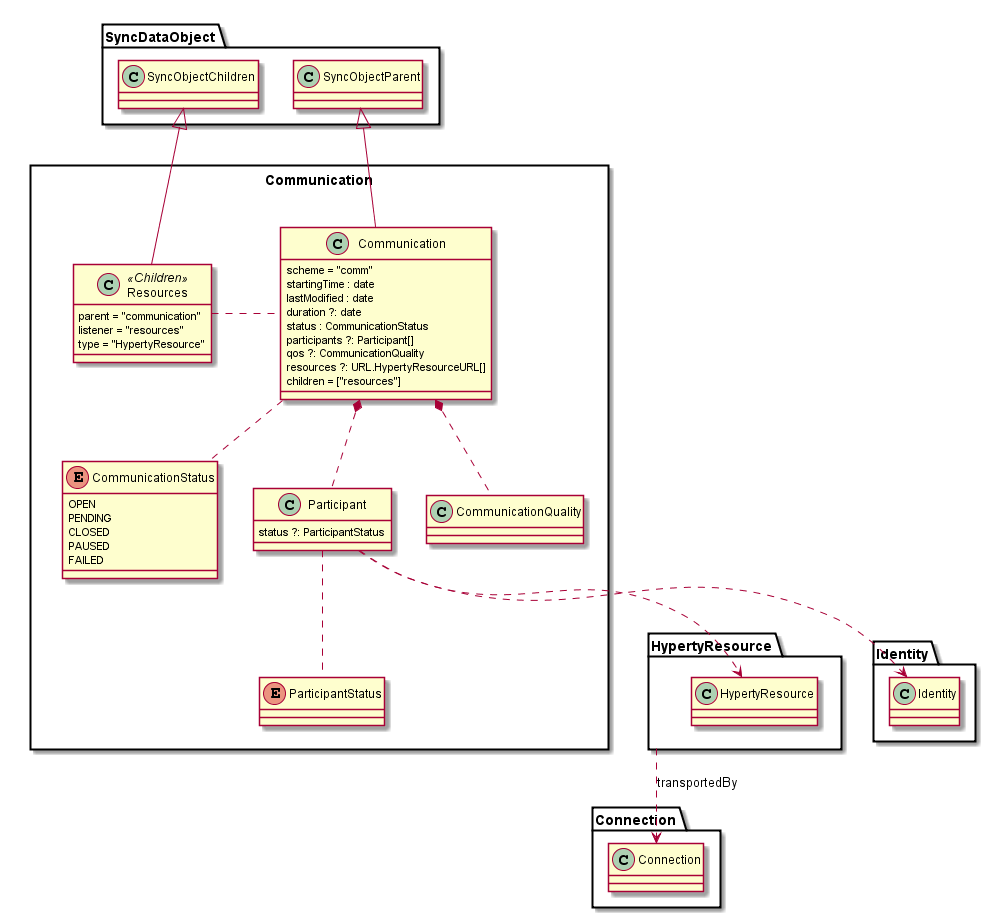 SyncDataObject
C SyncObjectChildren
C SyncObjectParent
Communication
C Communication
scheme = "comm"
startingTime : date
lastModified : date
duration ?: date
status : CommunicationStatus
participants ?: Participant[]
qos ?: CommunicationQuality
resources ?: URL.HypertyResourceURL[]
children = ["resources"]
C «Children»
Resources
parent = "communication"
listener = "resources"
type = "HypertyResource"
E CommunicationStatus
OPEN
PENDING
CLOSED
PAUSED
FAILED
C Participant
status ?: ParticipantStatus
C CommunicationQuality
E ParticipantStatus
HypertyResource
C HypertyResource
Identity
C Identity
transportedBy
Connection
C Connection